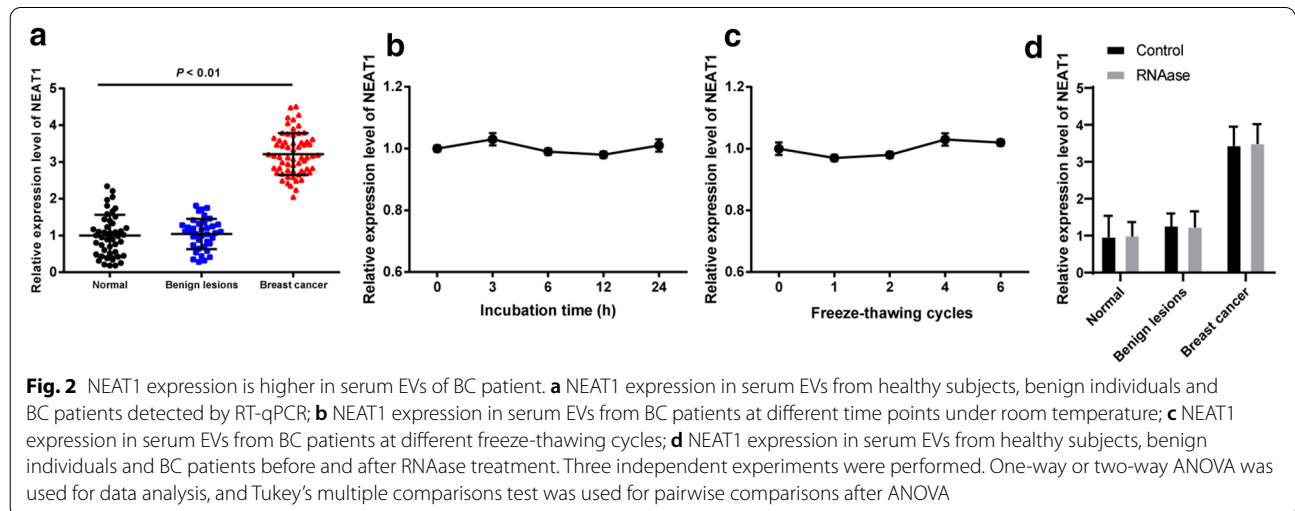 a
Relative expression level of NEAT1
5
4
3
2
1
0
P < 0.01
Normal
Benign lesions
Breast cancer
b
Relative expression level of NEAT1
1.2
1.0
0.8
0.6
0
3
6
12
24
Incubation time (h)
c
Relative expression level of NEAT1
1.2
1.0
0.8
0.6
0
1
2
4
6
Freeze-thawing cycles
d
Control
RNAase
Relative expression level of NEAT1
5
4
3
2
1
0
Normal
Benign lesions
Breast cancer
Fig. 2 NEAT1 expression is higher in serum EVs of BC patient. a NEAT1 expression in serum EVs from healthy subjects, benign individuals and
BC patients detected by RT-qPCR; b NEAT1 expression in serum EVs from BC patients at different time points under room temperature; c NEAT1
expression in serum EVs from BC patients at different freeze-thawing cycles; d NEAT1 expression in serum EVs from healthy subjects, benign
individuals and BC patients before and after RNAase treatment. Three independent experiments were performed. One-way or two-way ANOVA was
used for data analysis, and Tukey's multiple comparisons test was used for pairwise comparisons after ANOVA